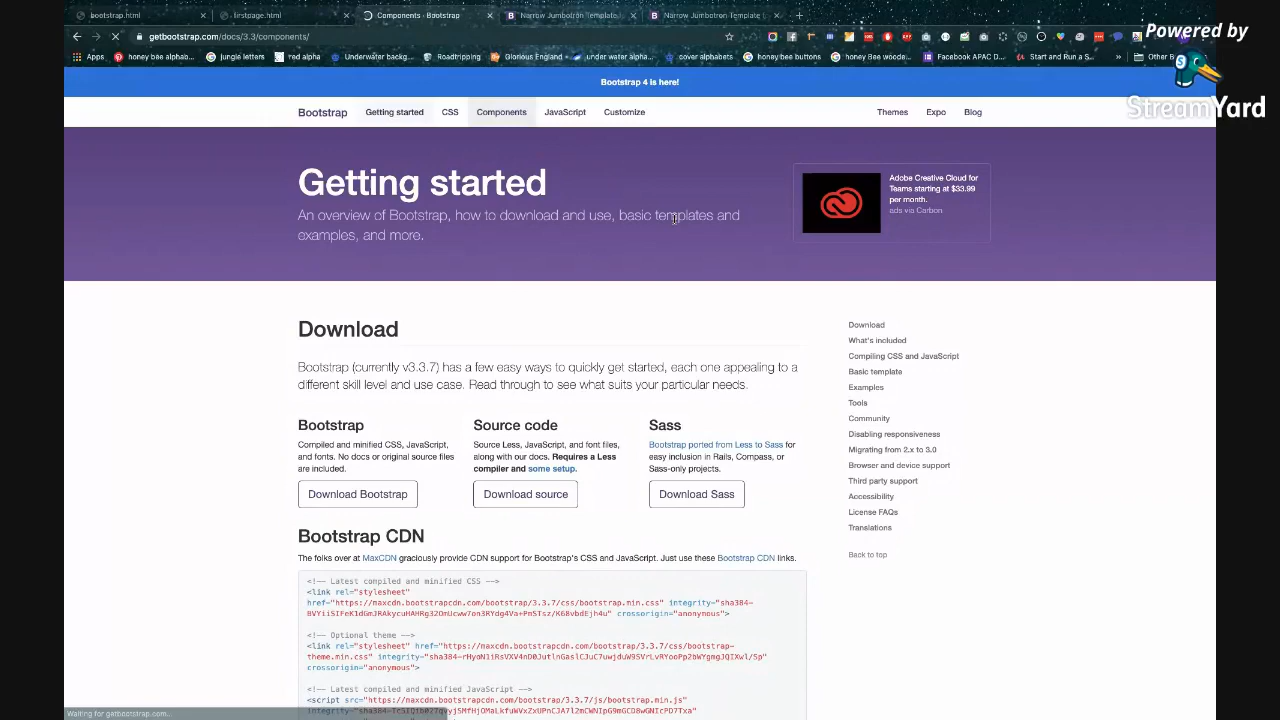 bootstrap.html
firstpage.html
Components · Bootstrap
Narrow Jumbotron Template
Narrow Jumbotron Template
getbootstrap.com/docs/3.3/components/
Apps
honey bee alphab...
jungle letters
red alpha
Underwater backg...
Roadtripping
Glorious England
under water alpha...
cover alphabets
honey bee buttons
honey Bee woode...
Facebook APAC D...
Start and Run a S...
»
Other B
Powered by
StreamYard
Bootstrap 4 is here!
Bootstrap
Getting started
CSS
Components
JavaScript
Customize
Themes
Expo
Blog
Getting started
An overview of Bootstrap, how to download and use, basic templates and
examples, and more.
Adobe Creative Cloud for
Teams starting at $33.99
per month.
ads via Carbon
Download
Bootstrap (currently v3.3.7) has a few easy ways to quickly get started, each one appealing to a
different skill level and use case. Read through to see what suits your particular needs.
Bootstrap
Compiled and minified CSS, JavaScript,
and fonts. No docs or original source files
are included.
Download Bootstrap
Source code
Source Less, JavaScript, and font files,
along with our docs. Requires a Less
compiler and some setup.
Download source
Sass
Bootstrap ported from Less to Sass for
easy inclusion in Rails, Compass, or
Sass-only projects.
Download Sass
Bootstrap CDN
The folks over at MaxCDN graciously provide CDN support for Bootstrap's CSS and JavaScript. Just use these Bootstrap CDN links.
<!-- Latest compiled and minified CSS -->
<link rel="stylesheet"
href="https://maxcdn.bootstrapcdn.com/bootstrap/3.3.7/css/bootstrap.min.css" integrity="sha384-
BVYiiSIFeK1dGmJRAkycuHAHRg32OmUcww7on3RYdg4Va+PmSTsz/K68vbdEjh4u" crossorigin="anonymous">
<!-- Optional theme -->
<link rel="stylesheet" href="https://maxcdn.bootstrapcdn.com/bootstrap/3.3.7/css/bootstrap-
theme.min.css" integrity="sha384-rHyoN1iRsVXV4nD0JutlnGaslCJuC7uwjduW9SVrLvRYooPp2bWYgmgJQIXwl/Sp"
crossorigin="anonymous">
<!-- Latest compiled and minified JavaScript -->
<script src="https://maxcdn.bootstrapcdn.com/bootstrap/3.3.7/js/bootstrap.min.js"
Download
What's included
Compiling CSS and JavaScript
Basic template
Examples
Tools
Community
Disabling responsiveness
Migrating from 2.x to 3.0
Browser and device support
Third party support
Accessibility
License FAQs
Translations
Back to top
Waiting for getbootstrap.com...